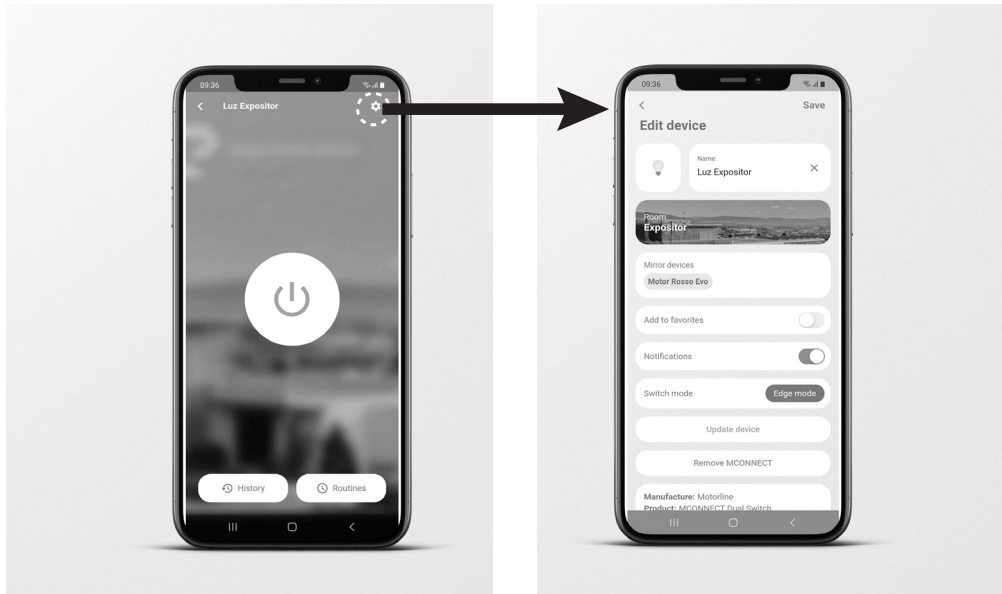 09:36
Luz Expositor
History
Routines
09:36
Save
Edit device
Name
Luz Expositor
Room
Expositor
Mirror devices
Motor Rosso Evo
Add to favorites
Notifications
Switch mode
Edge mode
Update device
Remove MCONNECT
Manufacture: Motorline
Product: MCONNECT Dual Switch